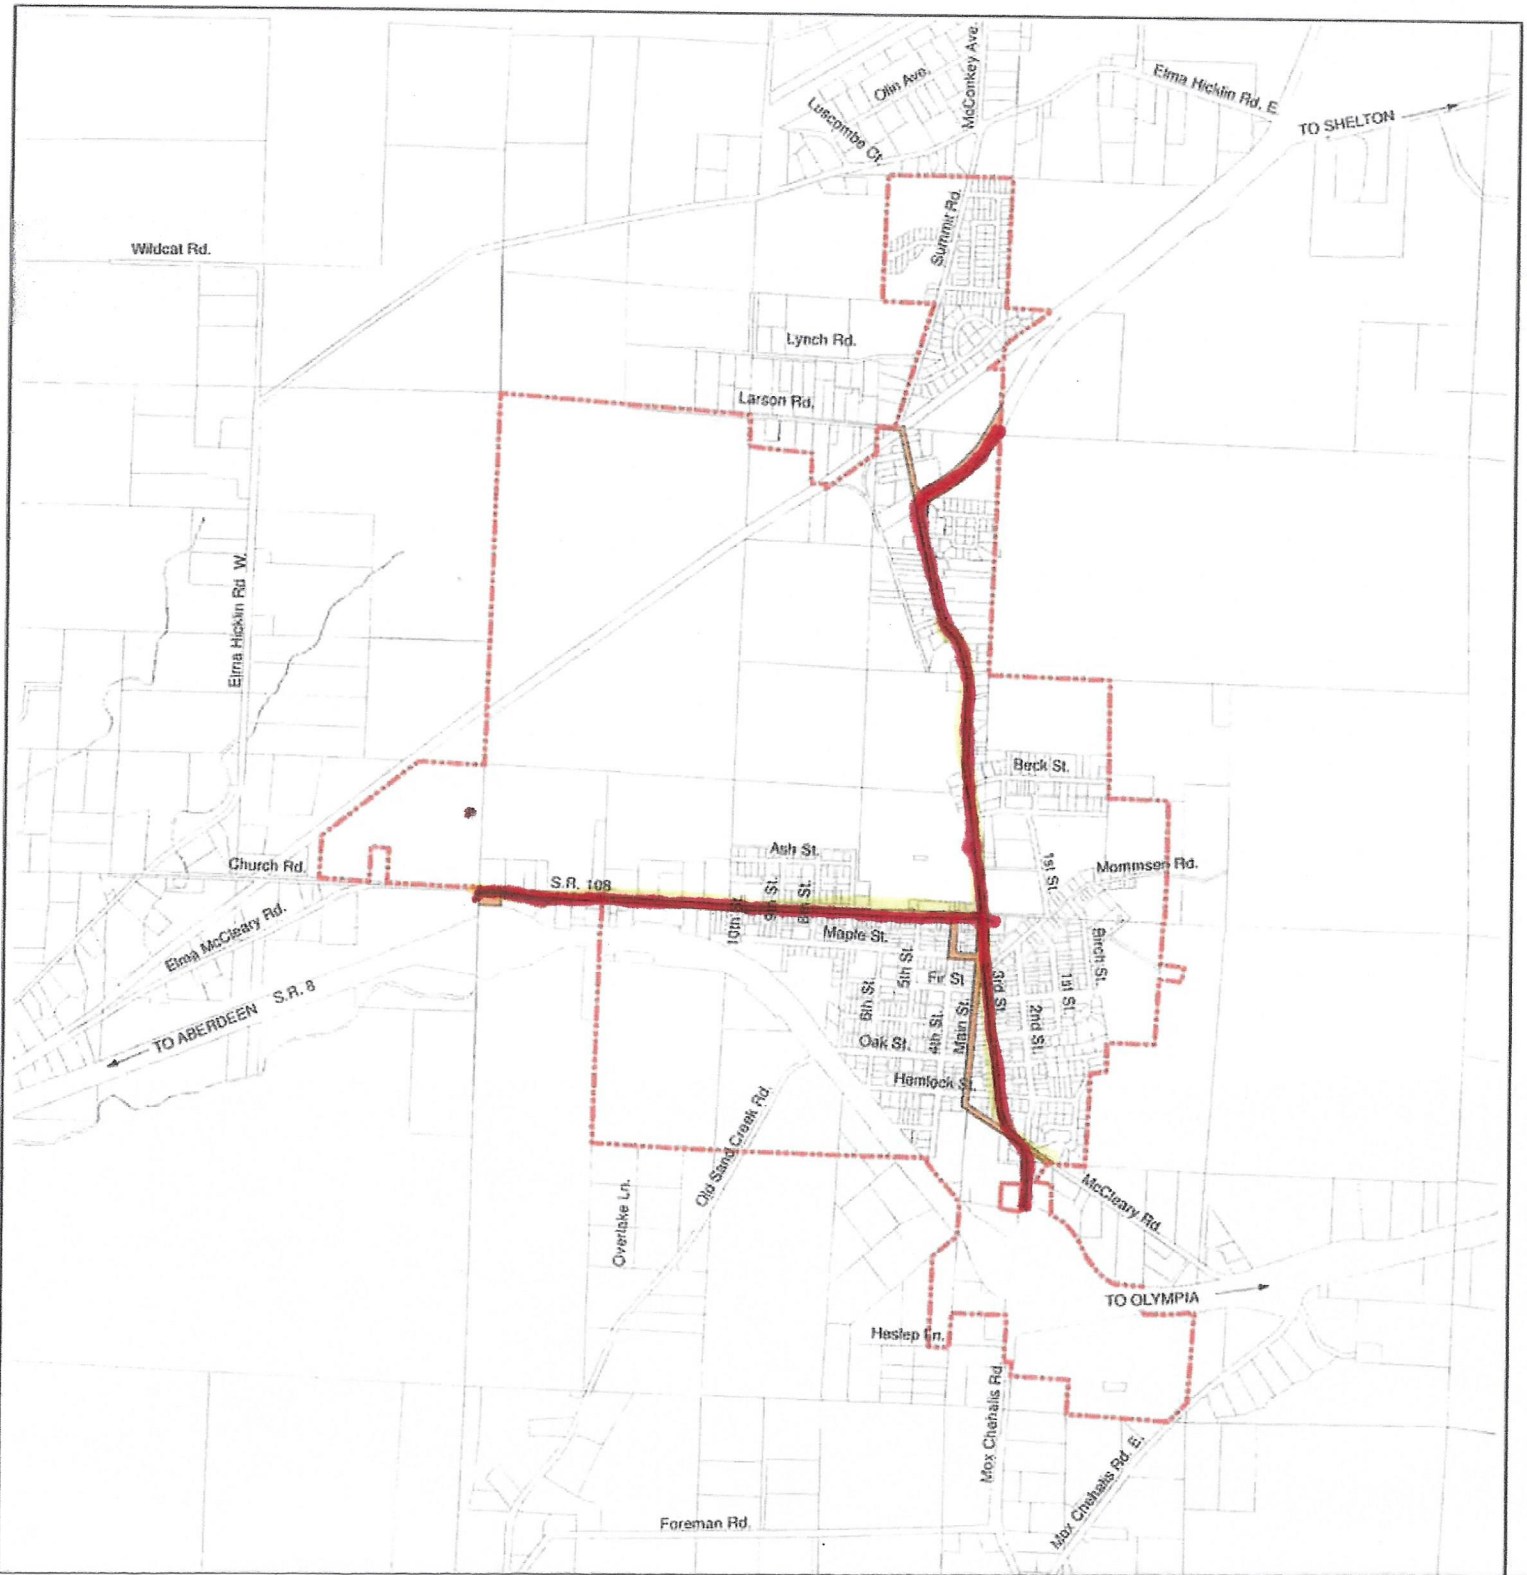 McConkey Ave.
Olin Ave.
Elma Hicklin Rd. E.
Luscombe Ct.
TO SHELTON
Summit Rd.
Wildcat Rd.
Lynch Rd.
Larson Rd.
Elma Hicklin Rd W.
Beck St.
Ash St.
1st St.
Mommsen Rd.
Church Rd.
S.R. 108
10th St.
9th St.
8th St.
Maple St.
Elma McCleary Rd.
Birch St.
5th St.
Fir St
3rd St.
1st St.
6th St.
S.R. 8
TO ABERDEEN
4th St.
Main St.
2nd St.
Oak St.
Hemlock St.
Old Sand Creek Rd.
Overlake Ln.
McCleary Rd.
TO OLYMPIA
Heslep Ln.
Mox Chehalis Rd
Mox Chehalis Rd. E.
Foreman Rd.